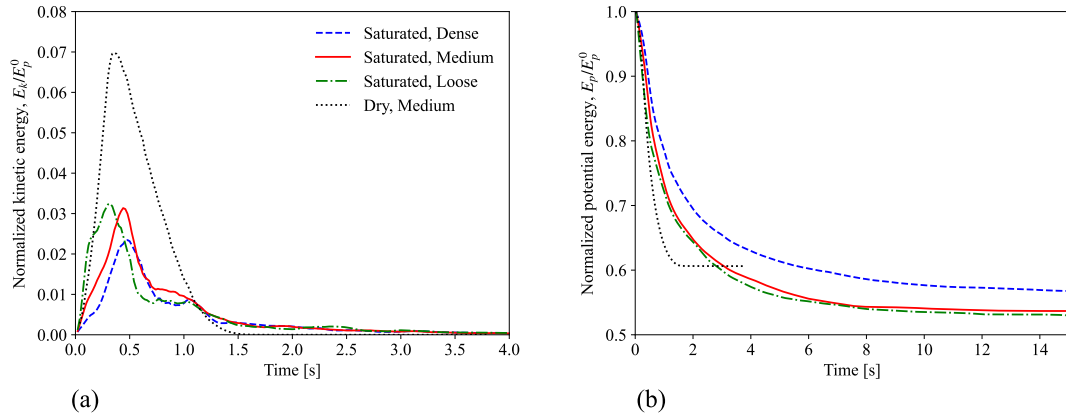 Normalized kinetic energy, E_k/E_p^0
0.08
0.07
0.06
0.05
0.04
0.03
0.02
0.01
0.00
Saturated, Dense
Saturated, Medium
Saturated, Loose
Dry, Medium
0.0 0.5 1.0 1.5 2.0 2.5 3.0 3.5 4.0
Time [s]
(a)
Normalized potential energy, E_p/E_p^0
1.0
0.9
0.8
0.7
0.6
0.5
0 2 4 6 8 10 12 14
Time [s]
(b)